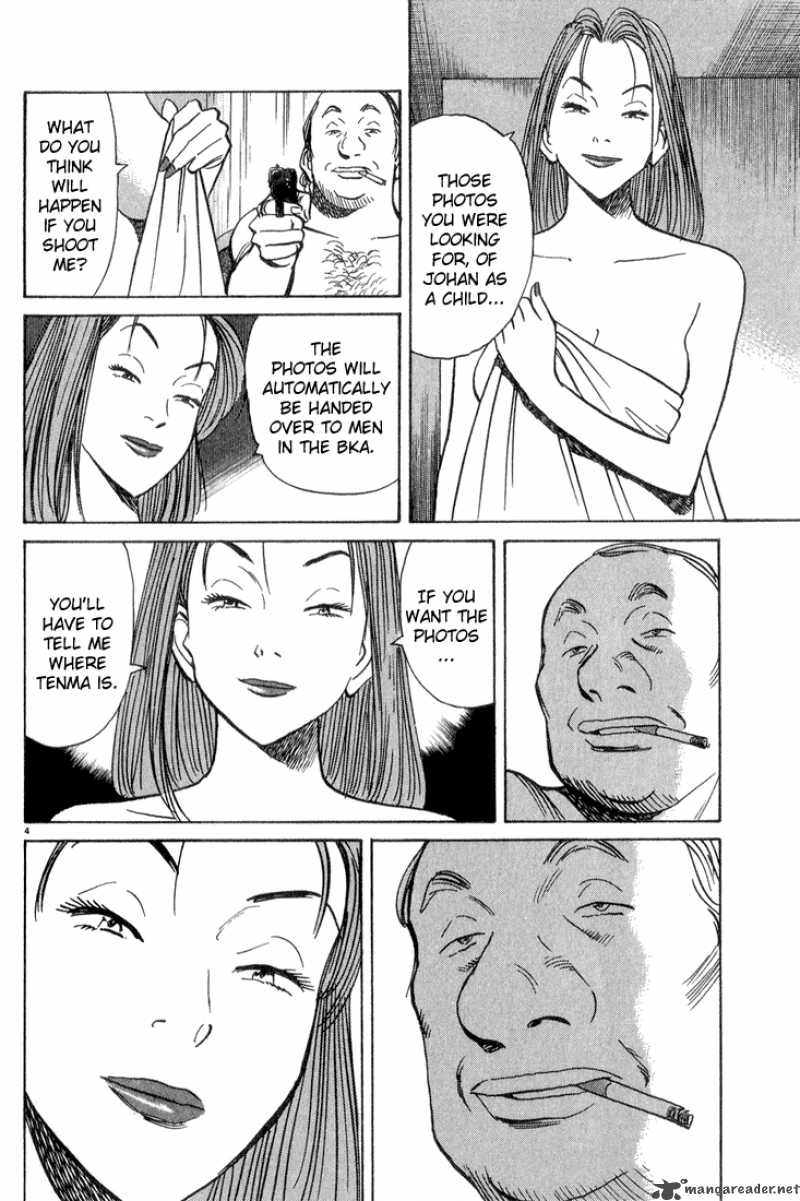 THOSE
PHOTOS
YOU WERE
LOOKING
FOR, OF
JOHAN AS
A CHILD...
WHAT
DO YOU
THINK
WILL
HAPPEN
IF YOU
SHOOT
ME?
THE
PHOTOS WILL
AUTOMATICALLY
BE HANDED
OVER TO MEN
IN THE BKA.
IF YOU
WANT THE
PHOTOS
...
YOU'LL
HAVE TO
TELL ME
WHERE
TENMA IS.
4
mangareader.net